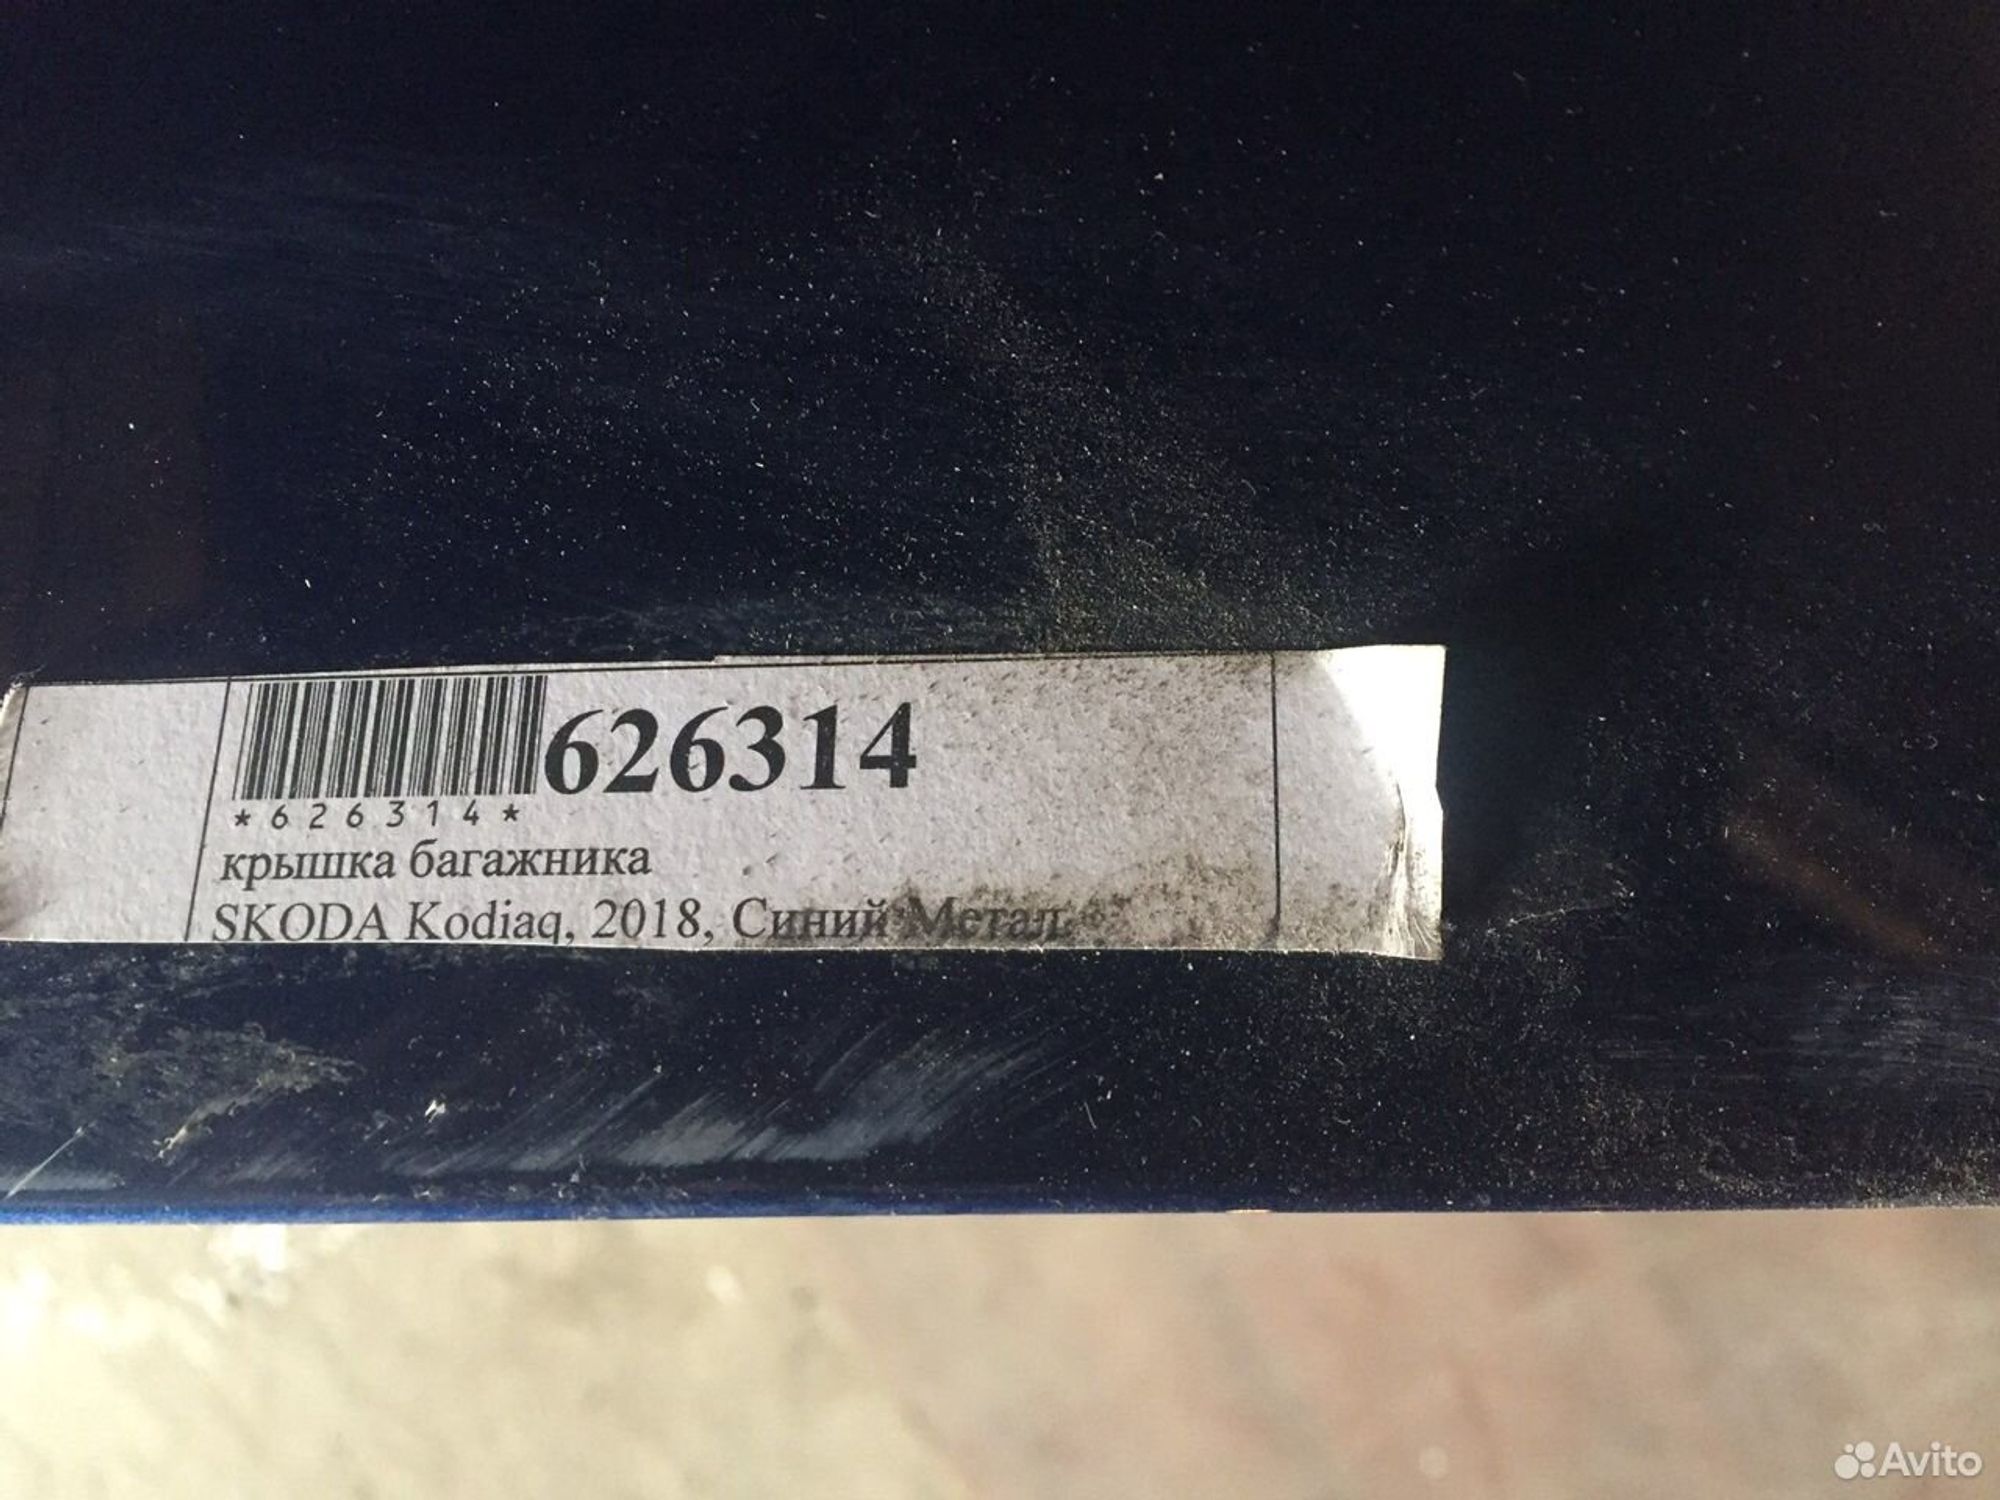 626314
*626314*
крышка багажника
SKODA Kodiaq, 2018, Синий Метал.
Avito